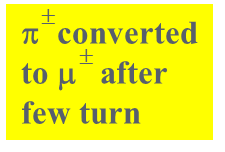 π± converted
to μ± after
few turn